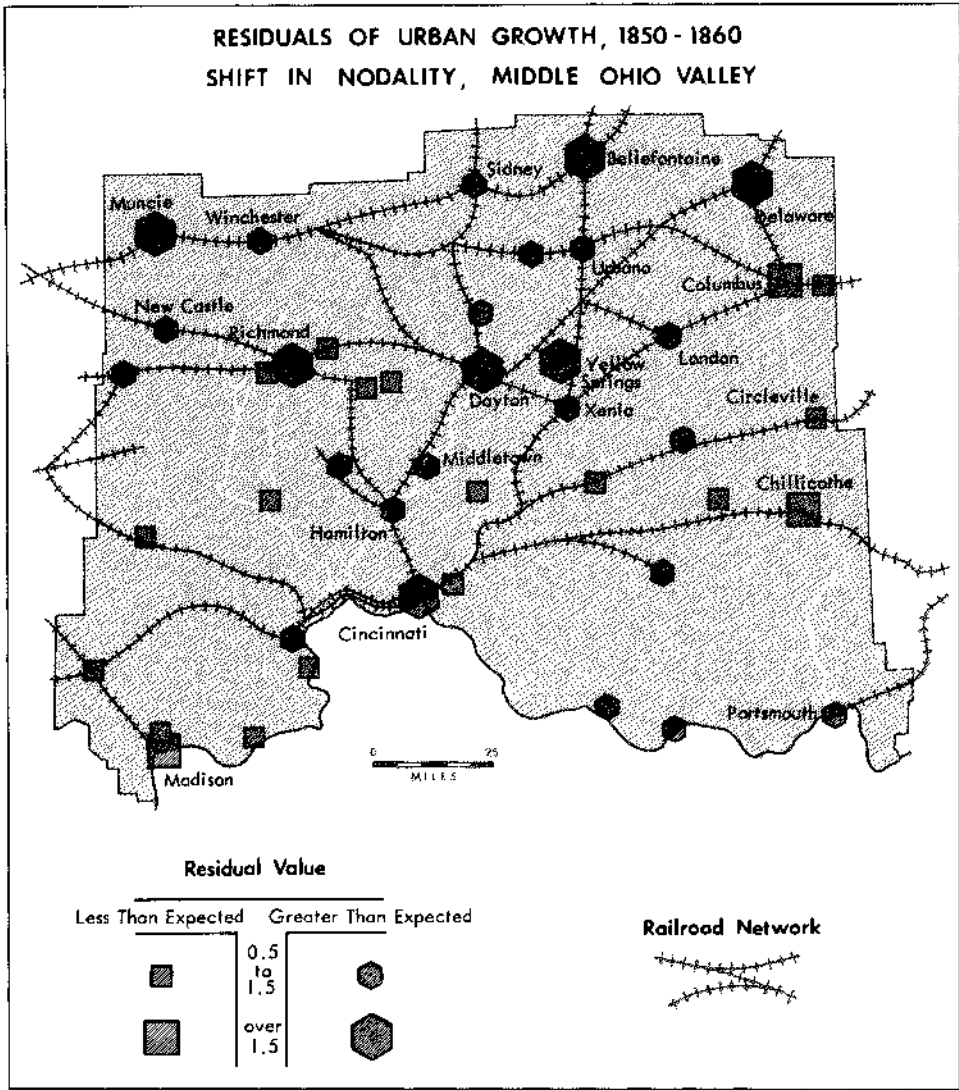 RESIDUALS OF URBAN GROWTH, 1850 - 1860
SHIFT IN NODALITY, MIDDLE OHIO VALLEY
Sidney
Bellefontaine
Muncie
Winchester
Delaware
Urbana
Columbus
New Castle
Richmond
London
Yellow
Springs
Dayton
Xenia
Circleville
Middletown
Chillicothe
Hamilton
Cincinnati
Portsmouth
Madison
0 25
MILES
Residual Value
Less Than Expected Greater Than Expected
0.5
to
1.5
over
1.5
Railroad Network